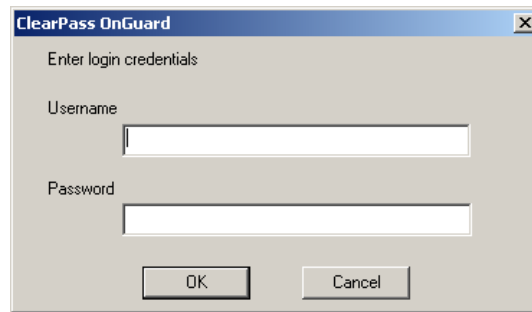 ClearPass OnGuard
Enter login credentials
Username
Password
OK Cancel